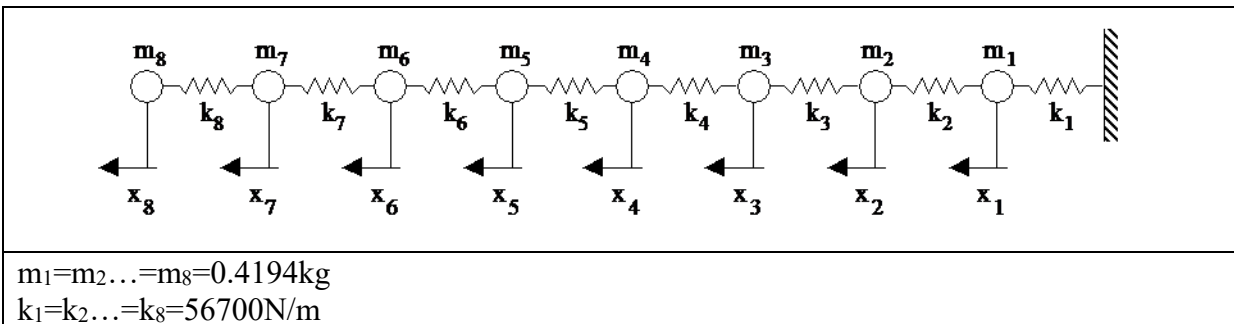 m₈ m₇ m₆ m₅ m₄ m₃ m₂ m₁
k₈ k₇ k₆ k₅ k₄ k₃ k₂ k₁
x₈ x₇ x₆ x₅ x₄ x₃ x₂ x₁
m₁=m₂…=m₈=0.4194kg
k₁=k₂…=k₈=56700N/m